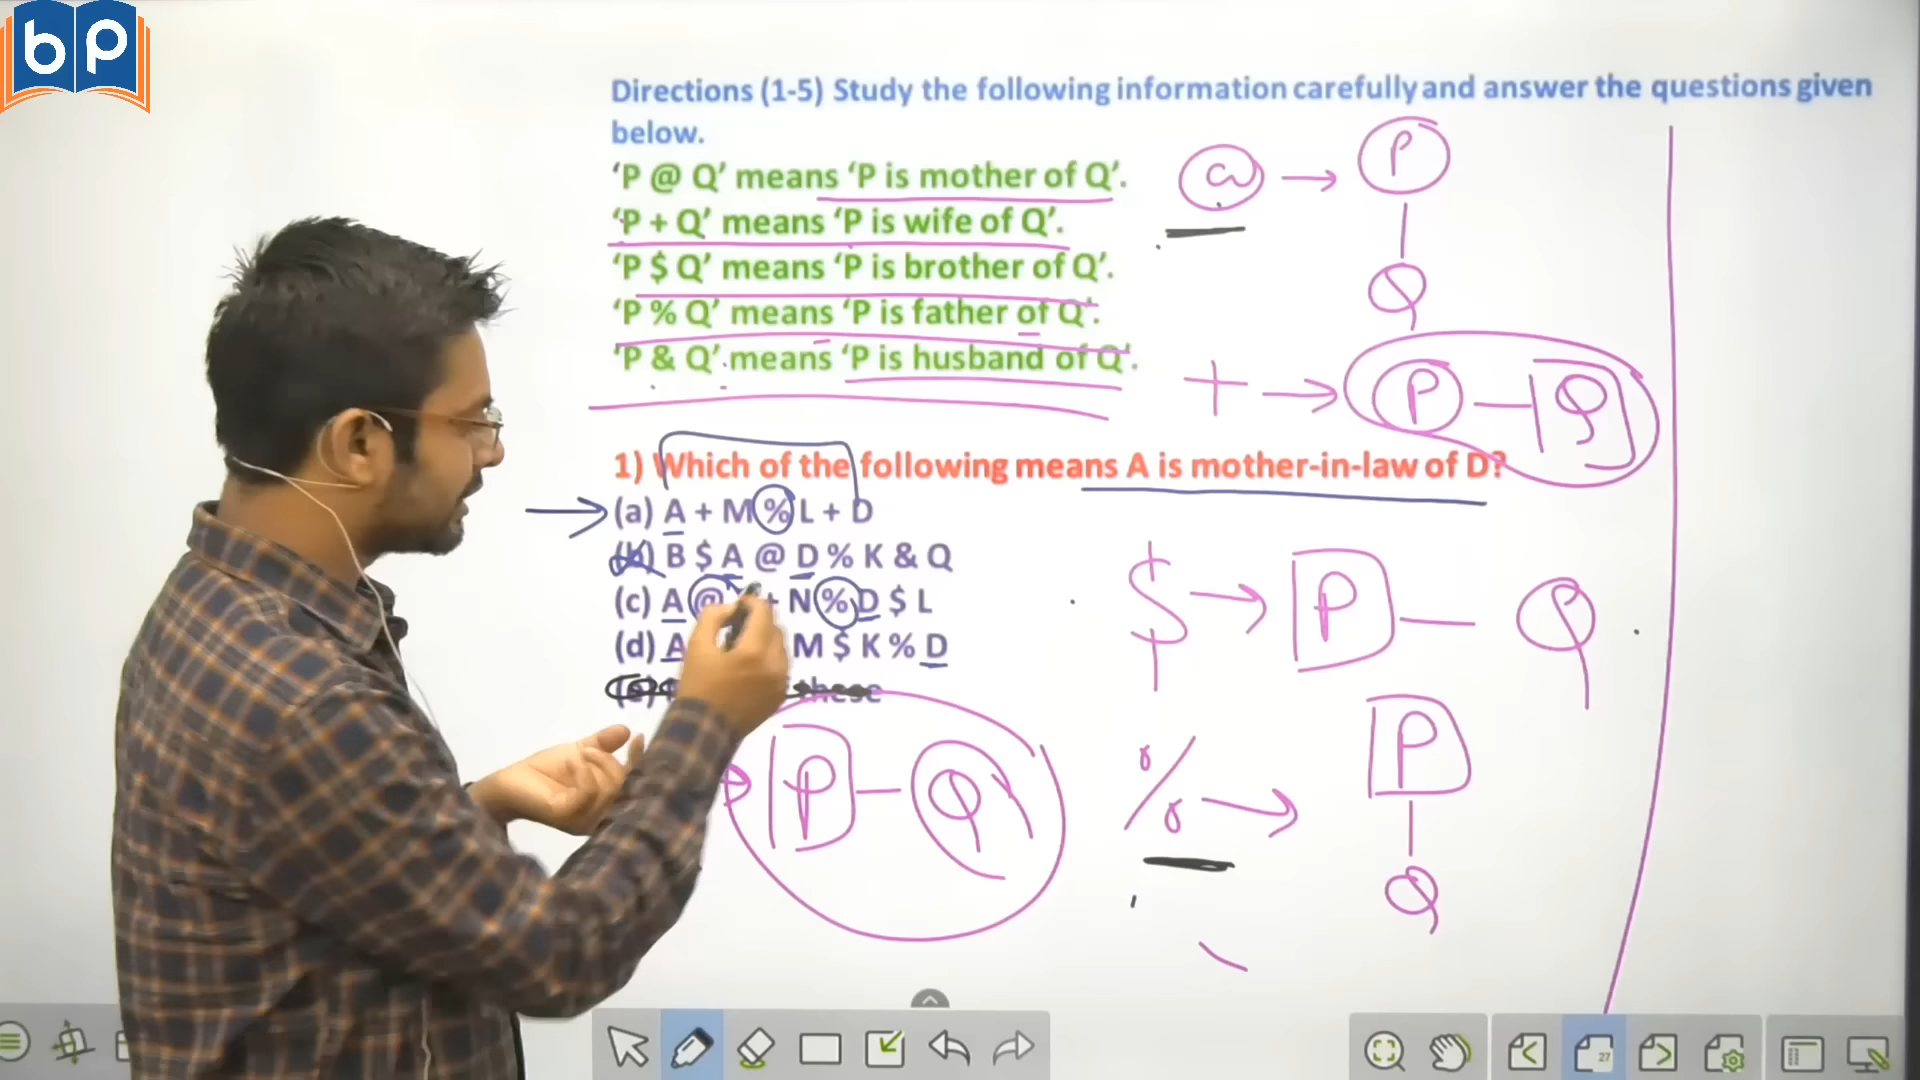 bp
Directions (1-5) Study the following information carefully and answer the questions given
below.
‘P @ Q’ means ‘P is mother of Q’.
‘P + Q’ means ‘P is wife of Q’.
‘P $ Q’ means ‘P is brother of Q’.
‘P % Q’ means ‘P is father of Q’.
‘P & Q’ means ‘P is husband of Q’.
@ → P
Q
+ → P Q
1) Which of the following means A is mother-in-law of D?
(a) A + M % L + D
(b) B $ A @ D % K & Q
(c) A @ + N % D $ L
(d) A M $ K % D
(e) these
$ → P Q
P Q
% → P
Q
27